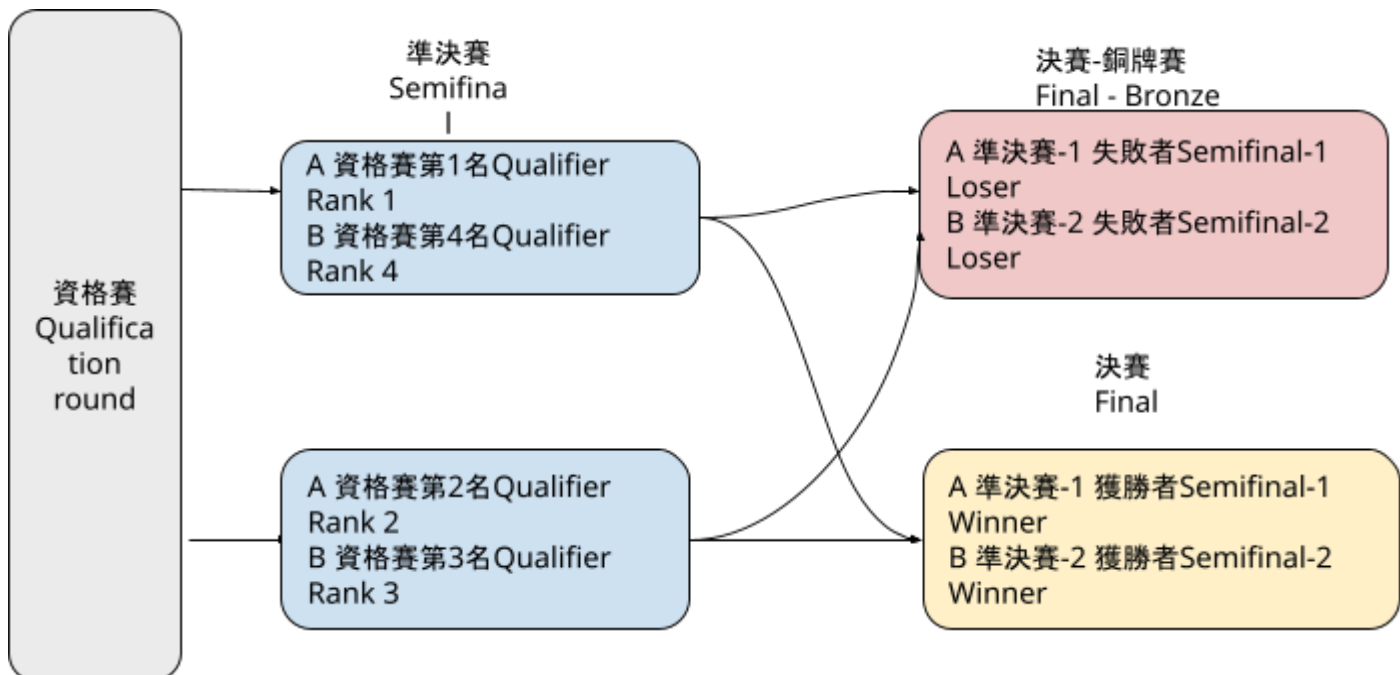 資格賽
Qualifica
tion
round
準決賽
Semifina
l
A 資格賽第1名Qualifier
Rank 1
B 資格賽第4名Qualifier
Rank 4
A 資格賽第2名Qualifier
Rank 2
B 資格賽第3名Qualifier
Rank 3
決賽-銅牌賽
Final - Bronze
A 準決賽-1 失敗者Semifinal-1
Loser
B 準決賽-2 失敗者Semifinal-2
Loser
決賽
Final
A 準決賽-1 獲勝者Semifinal-1
Winner
B 準決賽-2 獲勝者Semifinal-2
Winner